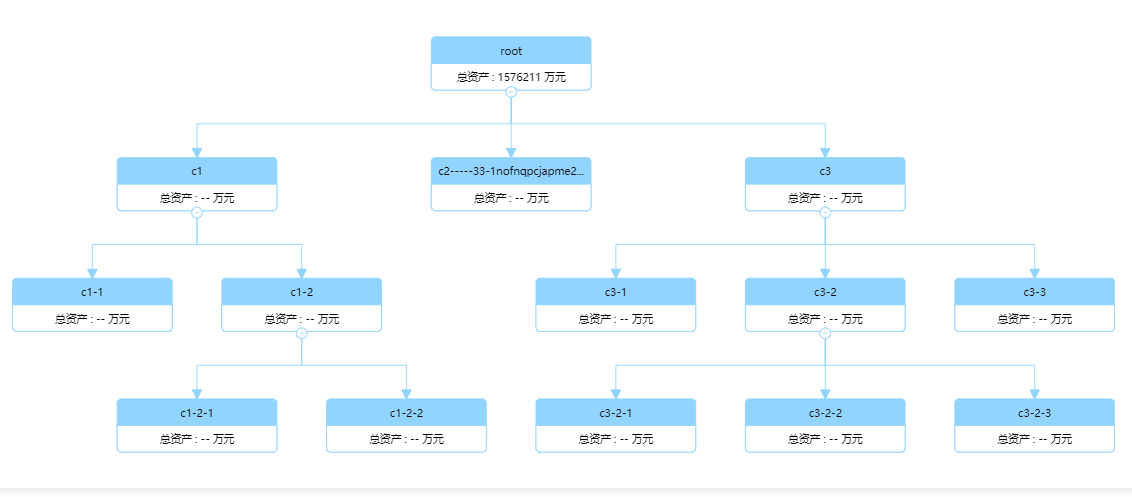 root
总资产 : 1576211 万元
c1
总资产 : -- 万元
c2-----33-1nofnqpcjapme2...
总资产 : -- 万元
c3
总资产 : -- 万元
c1-1
总资产 : -- 万元
c1-2
总资产 : -- 万元
c3-1
总资产 : -- 万元
c3-2
总资产 : -- 万元
c3-3
总资产 : -- 万元
c1-2-1
总资产 : -- 万元
c1-2-2
总资产 : -- 万元
c3-2-1
总资产 : -- 万元
c3-2-2
总资产 : -- 万元
c3-2-3
总资产 : -- 万元